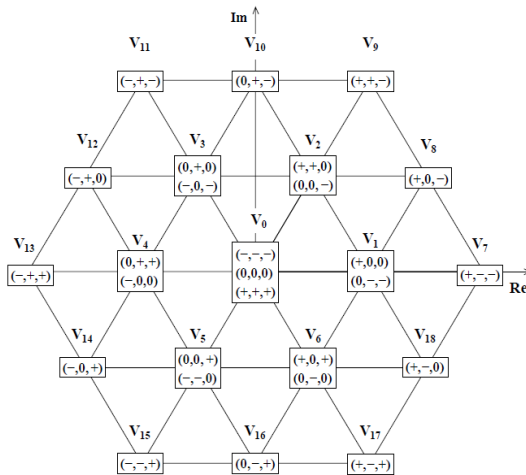 Im
V₁₁ V₁₀ V₉
(−,+,−) (0,+,−) (+,+,−)
V₁₂ V₃ V₂ V₈
(−,+,0) (0,+,0) (+,+,0) (+,0,−)
(−,0,−) (0,0,−)
V₁₃ V₄ V₀ V₁ V₇
(−,+,+) (0,+,+) (−,−,−) (+,0,0) (+,−,−)
(−,0,0) (0,0,0) (0,−,−)
(+,+,+)
Re
V₁₄ V₅ V₆ V₁₈
(−,0,+) (0,0,+) (+,0,+) (+,−,0)
(−,−,0) (0,−,0)
V₁₅ V₁₆ V₁₇
(−,−,+) (0,−,+) (+,−,+)